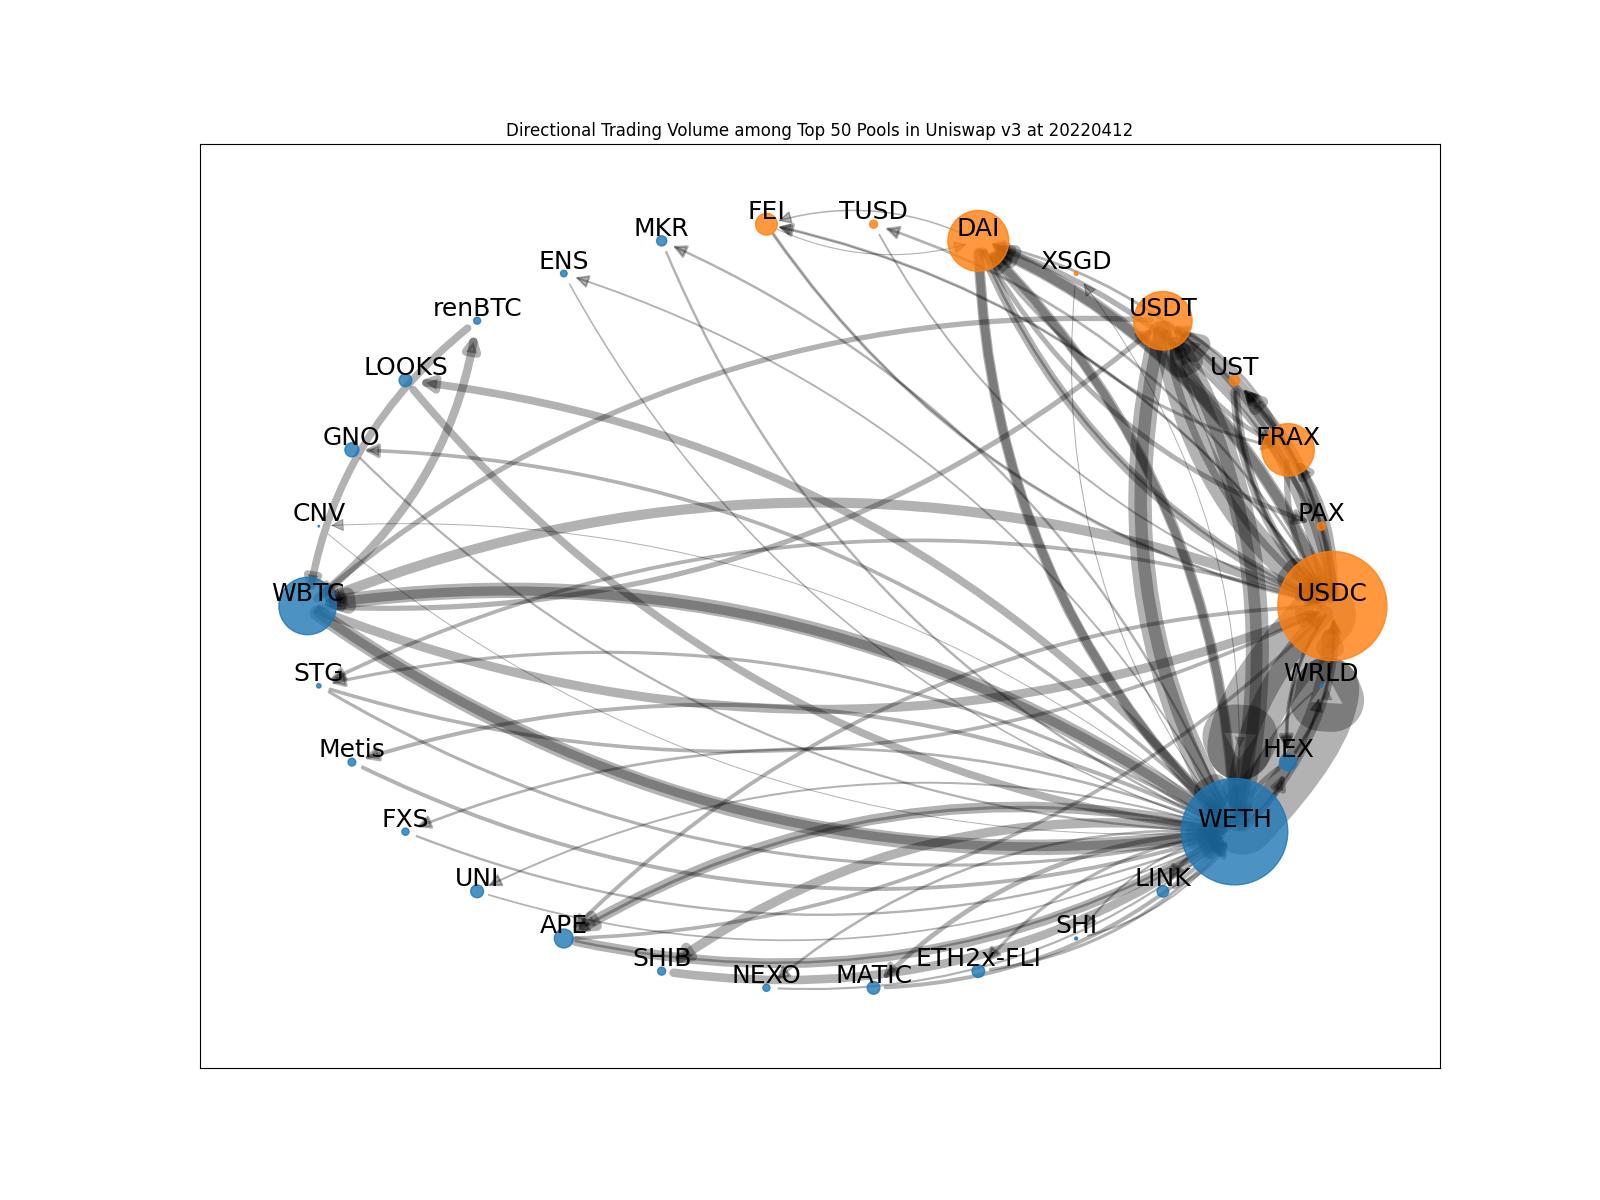 Directional Trading Volume among Top 50 Pools in Uniswap v3 at 20220412
FEI
TUSD
MKR
DAI
ENS
XSGD
renBTC
USDT
LOOKS
UST
GNO
FRAX
CNV
PAX
WBTC
USDC
STG
WRLD
Metis
HEX
FXS
WETH
UNI
LINK
APE
SHI
SHIB
ETH2x-FLI
NEXO
MATIC